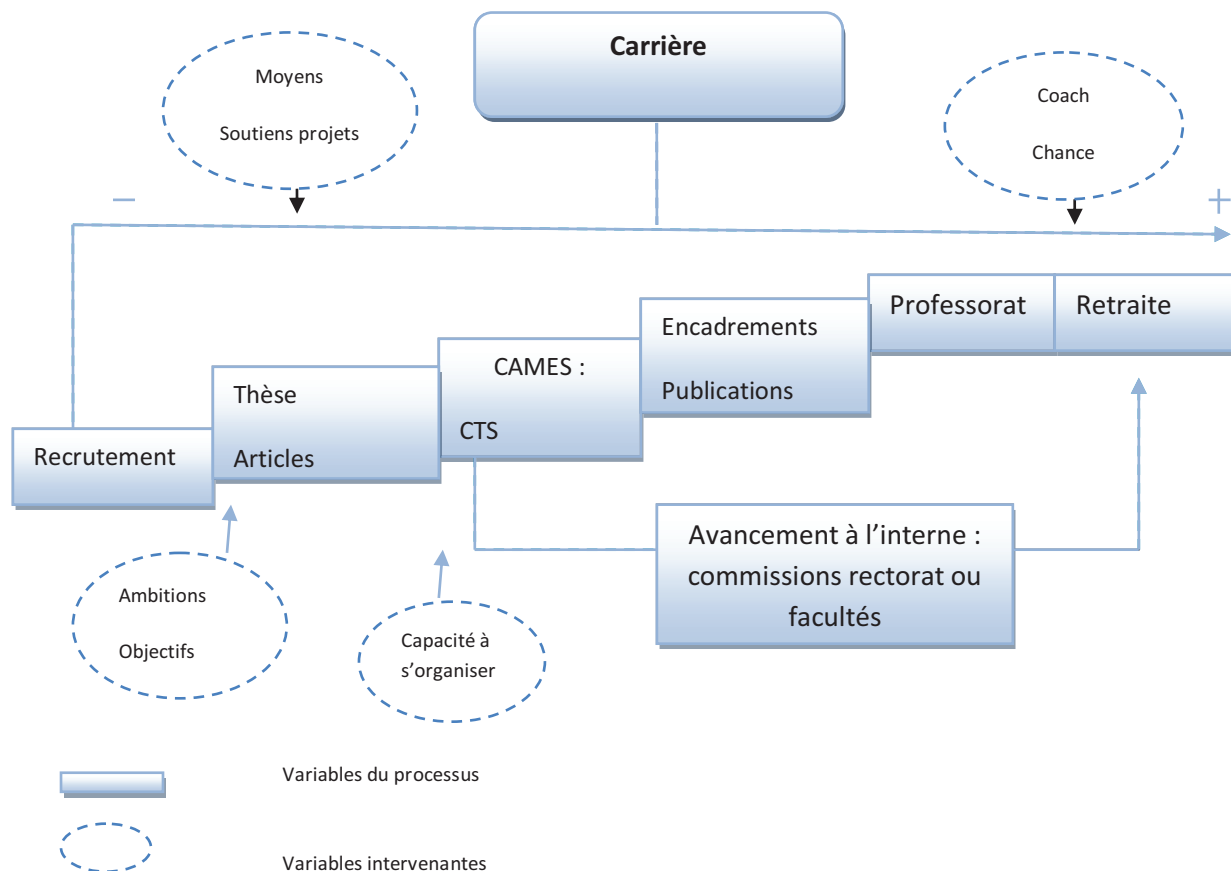 Carrière
Moyens
Soutiens projets
Coach
Chance
−
+
Professorat
Retraite
Encadrements
Publications
CAMES :
CTS
Thèse
Articles
Recrutement
Avancement à l’interne :
commissions rectorat ou
facultés
Ambitions
Objectifs
Capacité à
s’organiser
Variables du processus
Variables intervenantes